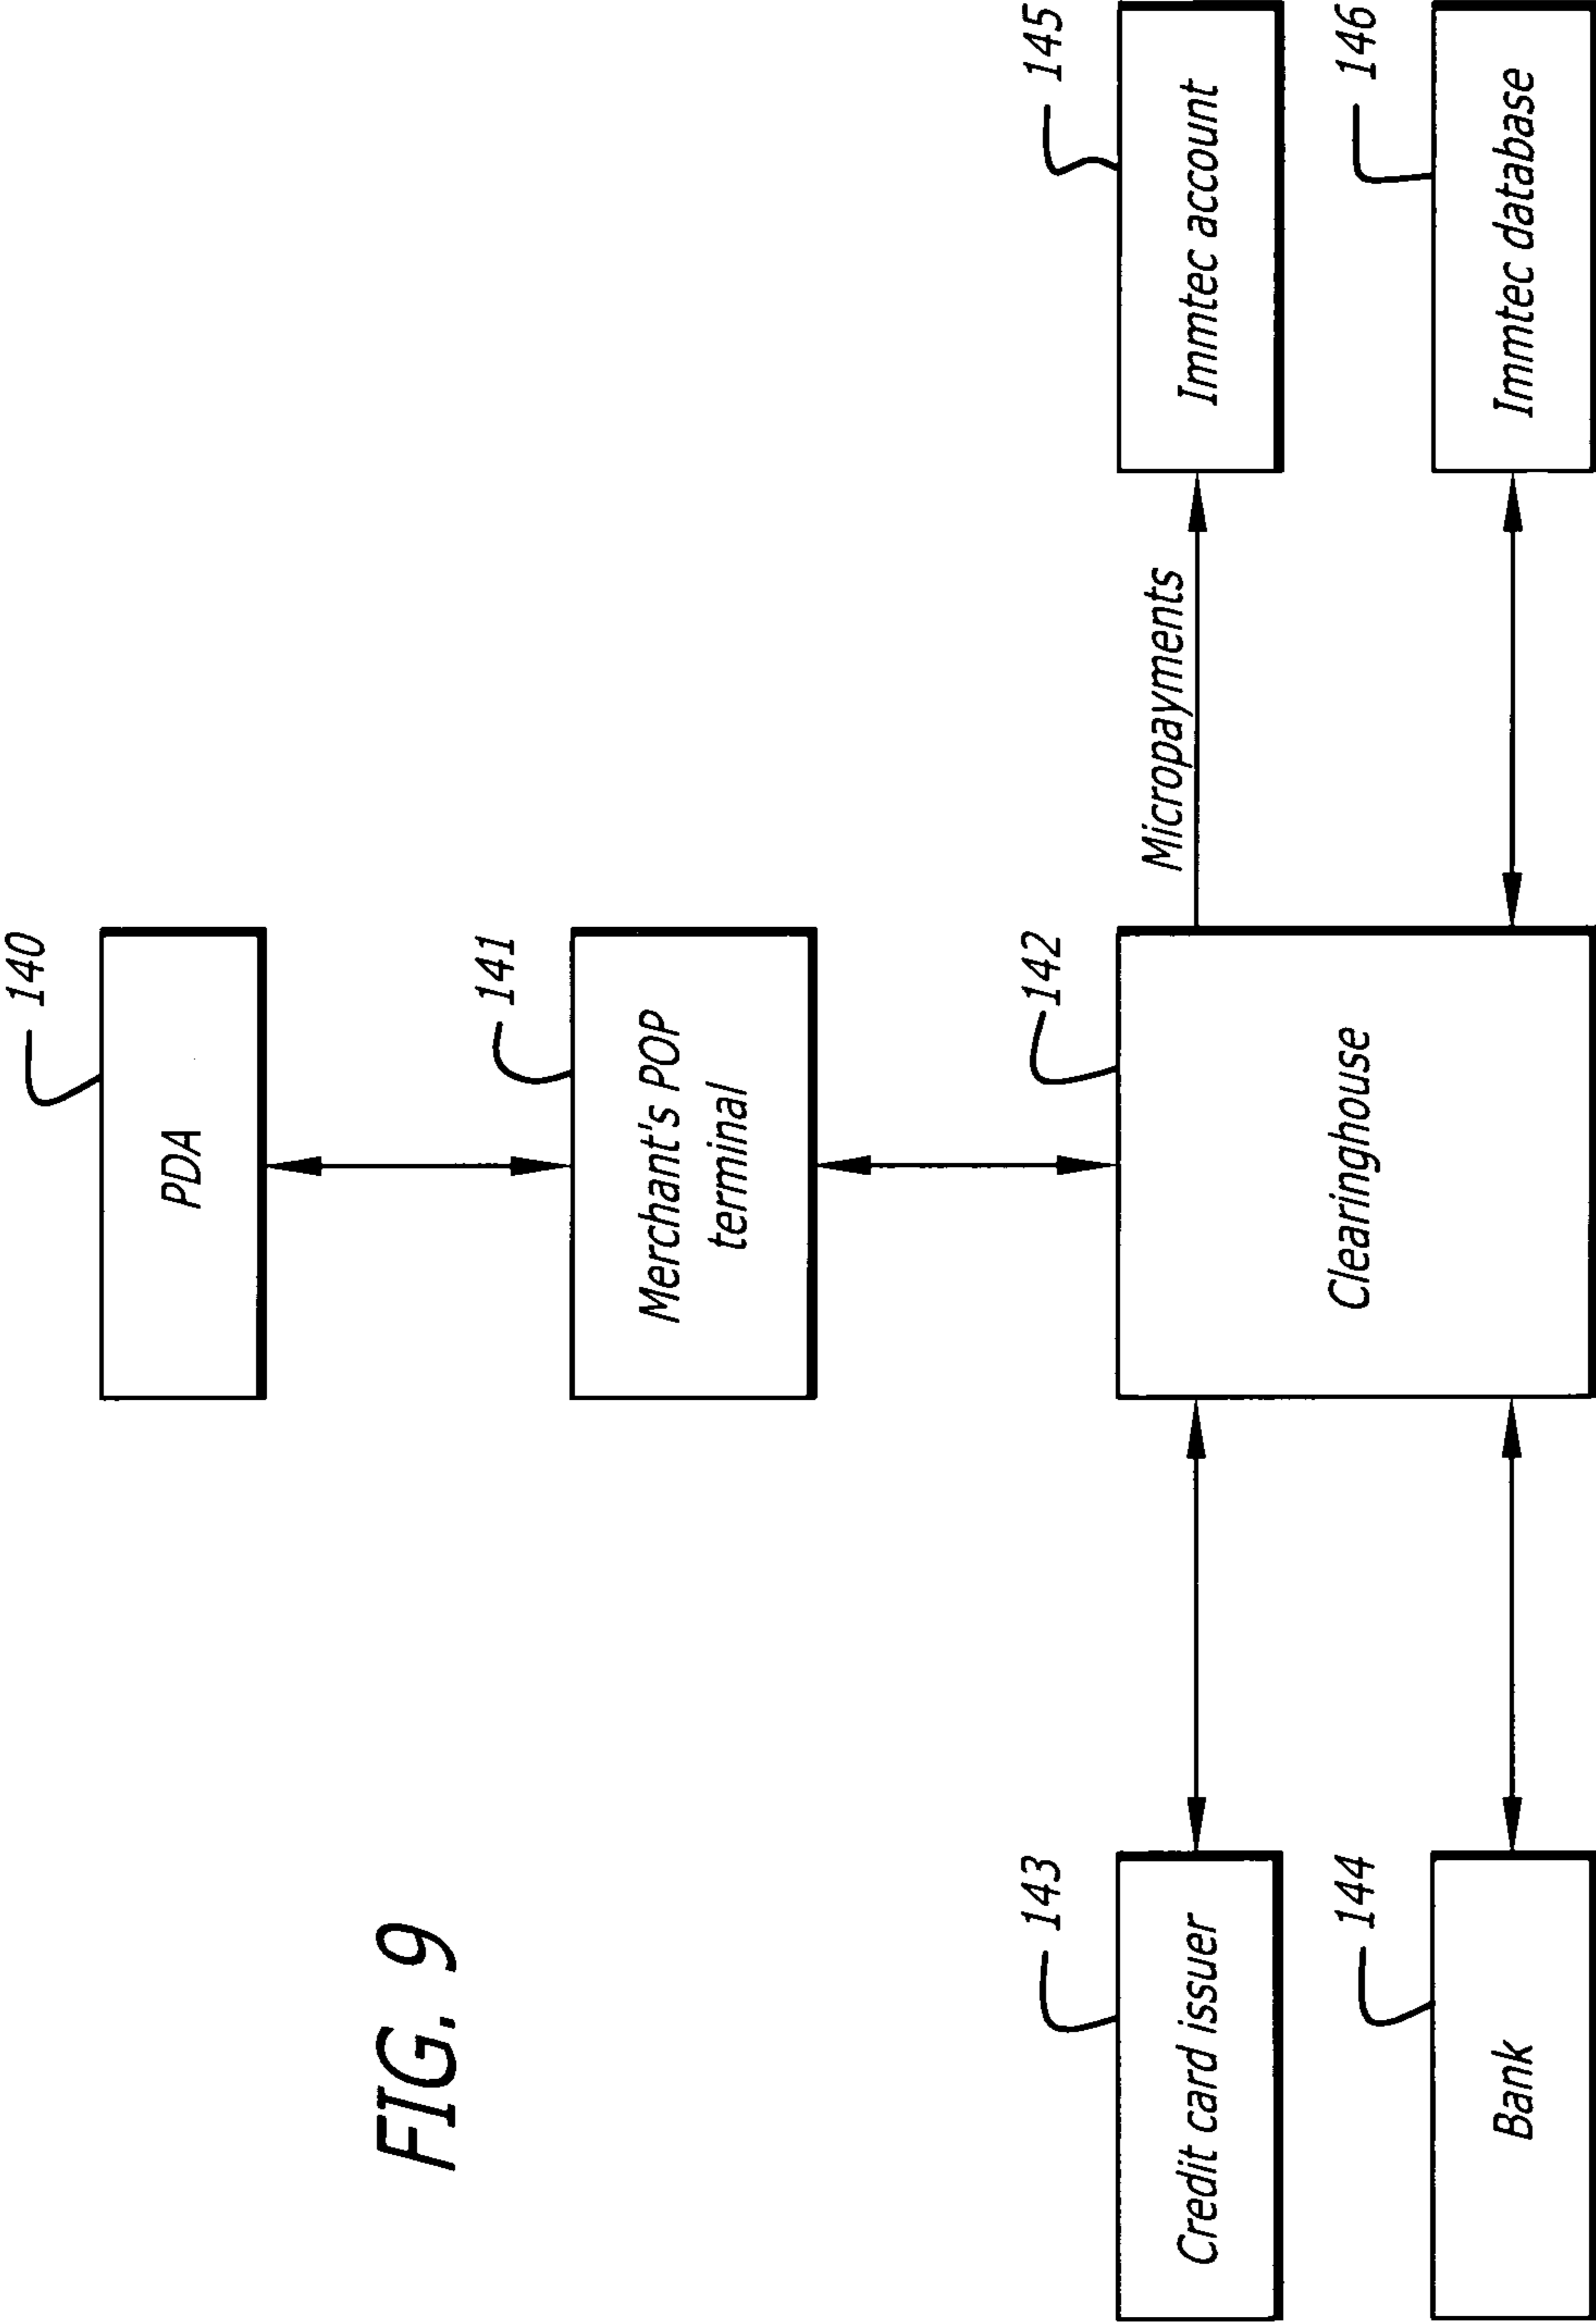 FIG. 9
140
PDA
141
Merchant's POP
terminal
142
Clearinghouse
143
Credit card issuer
144
Bank
Micropayments
145
Immtec account
146
Immtec database